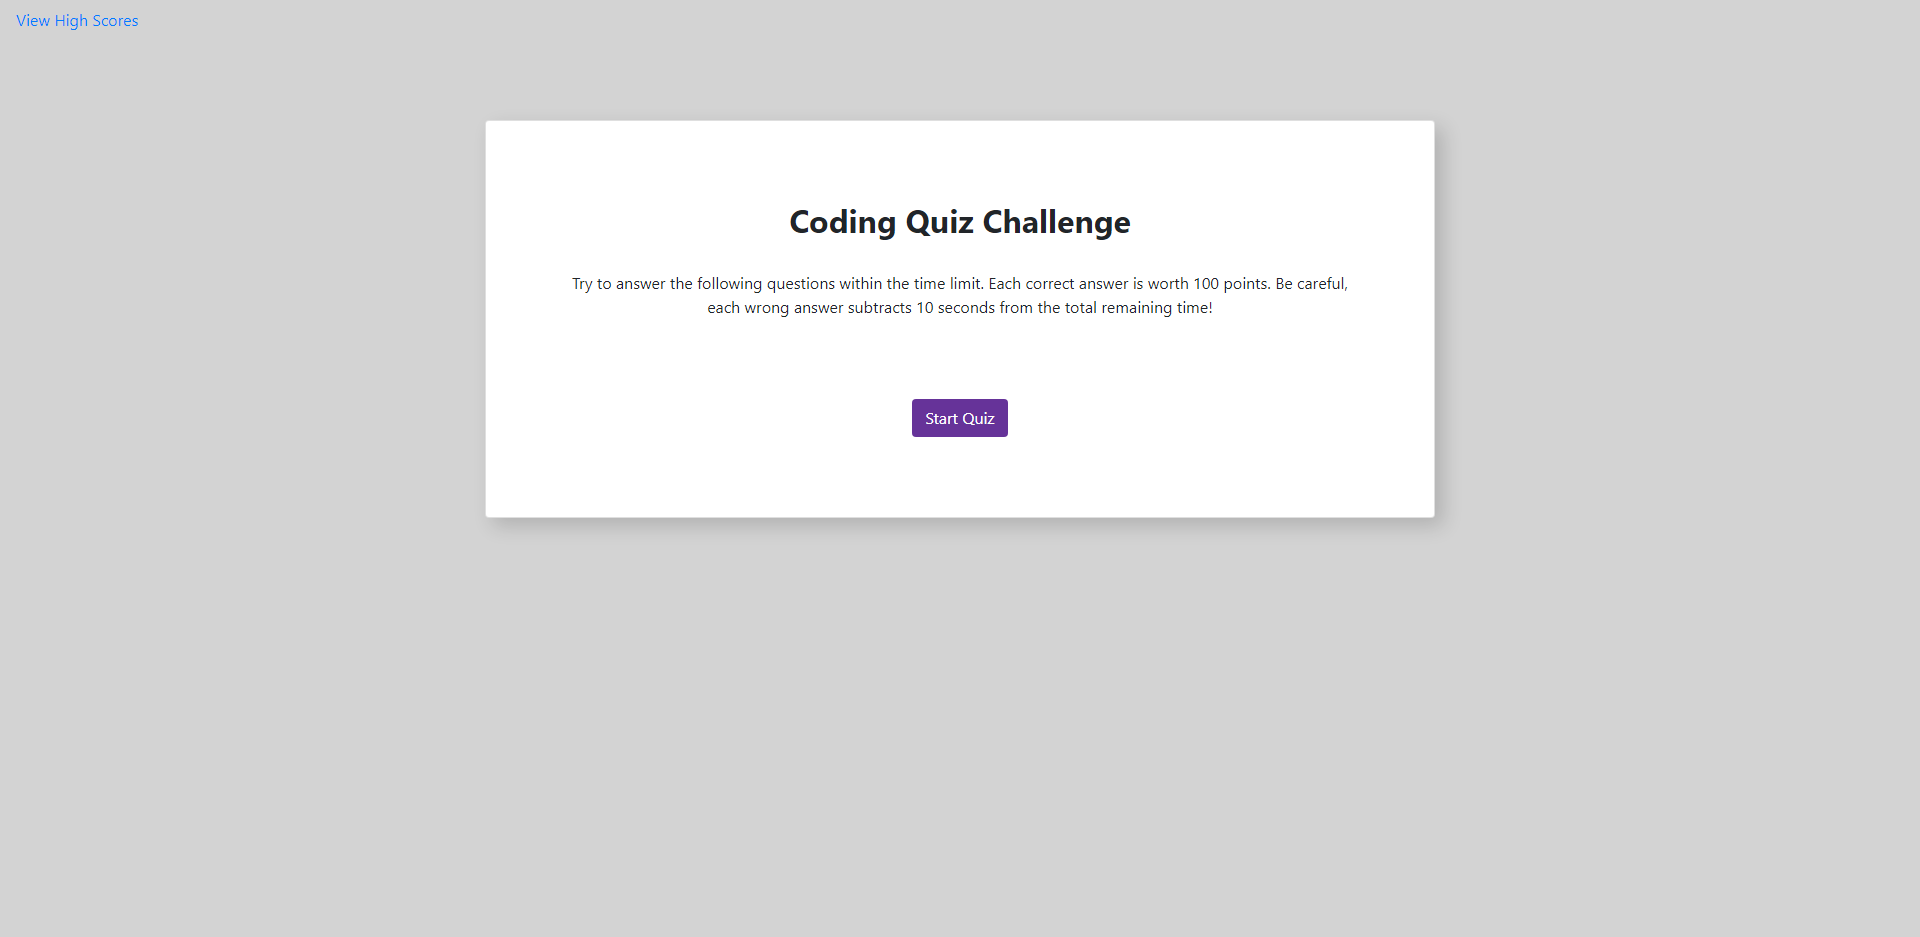 View High Scores
Coding Quiz Challenge
Try to answer the following questions within the time limit. Each correct answer is worth 100 points. Be careful,
each wrong answer subtracts 10 seconds from the total remaining time!
Start Quiz